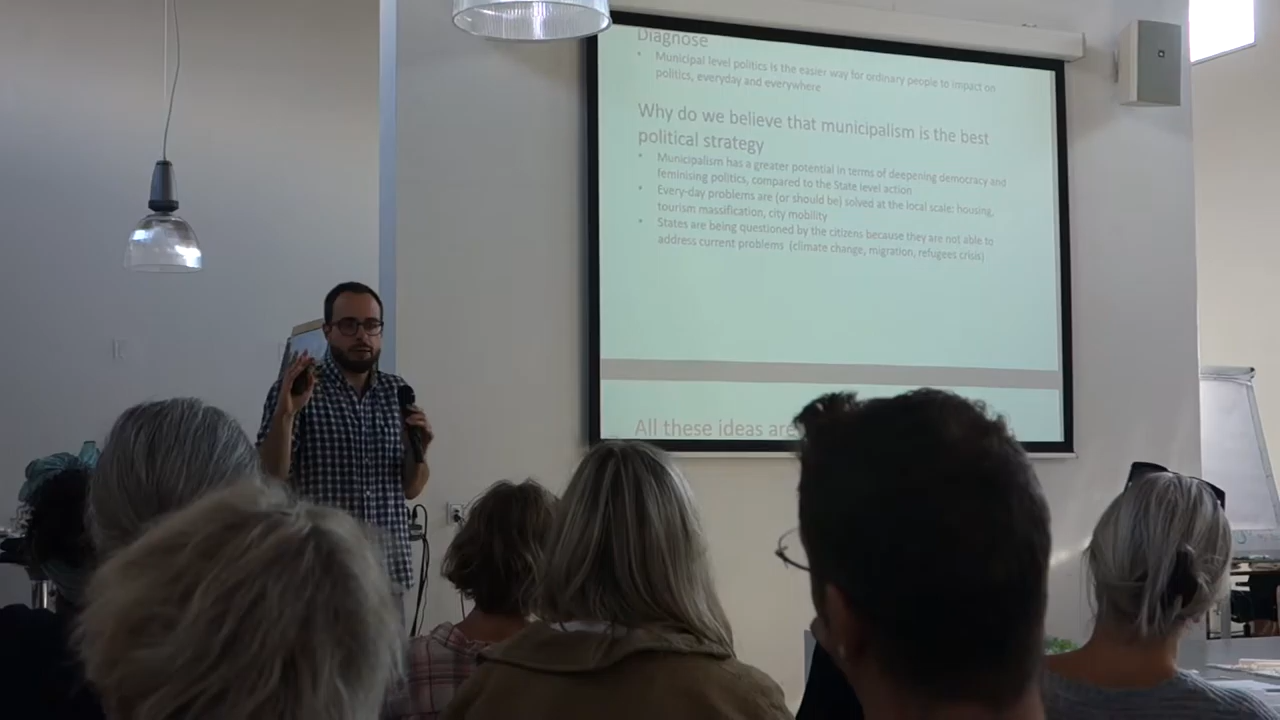 Diagnose
• Municipal level politics is the easier way for ordinary people to impact on
politics, everyday and everywhere
Why do we believe that municipalism is the best
political strategy
• Municipalism has a greater potential in terms of deepening democracy and
feminising politics, compared to the State level action
• Every-day problems are (or should be) solved at the local scale: housing,
tourism massification, city mobility
• States are being questioned by the citizens because they are not able to
address current problems (climate change, migration, refugees crisis)
All these ideas are